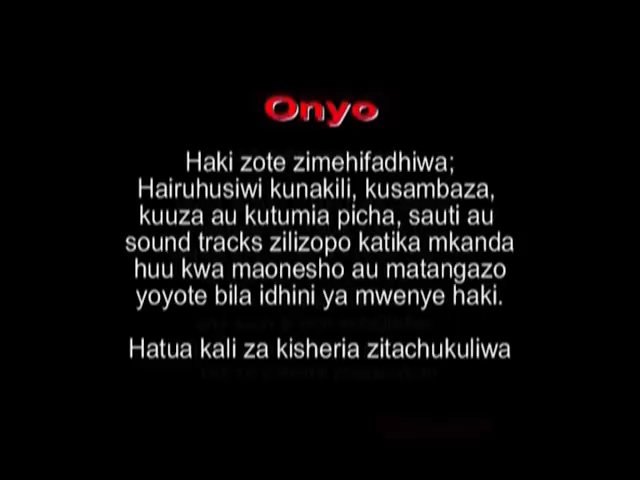 Onyo
Haki zote zimehifadhiwa;
Hairuhusiwi kunakili, kusambaza,
kuuza au kutumia picha, sauti au
sound tracks zilizopo katika mkanda
huu kwa maonesho au matangazo
yoyote bila idhini ya mwenye haki.
Hatua kali za kisheria zitachukuliwa